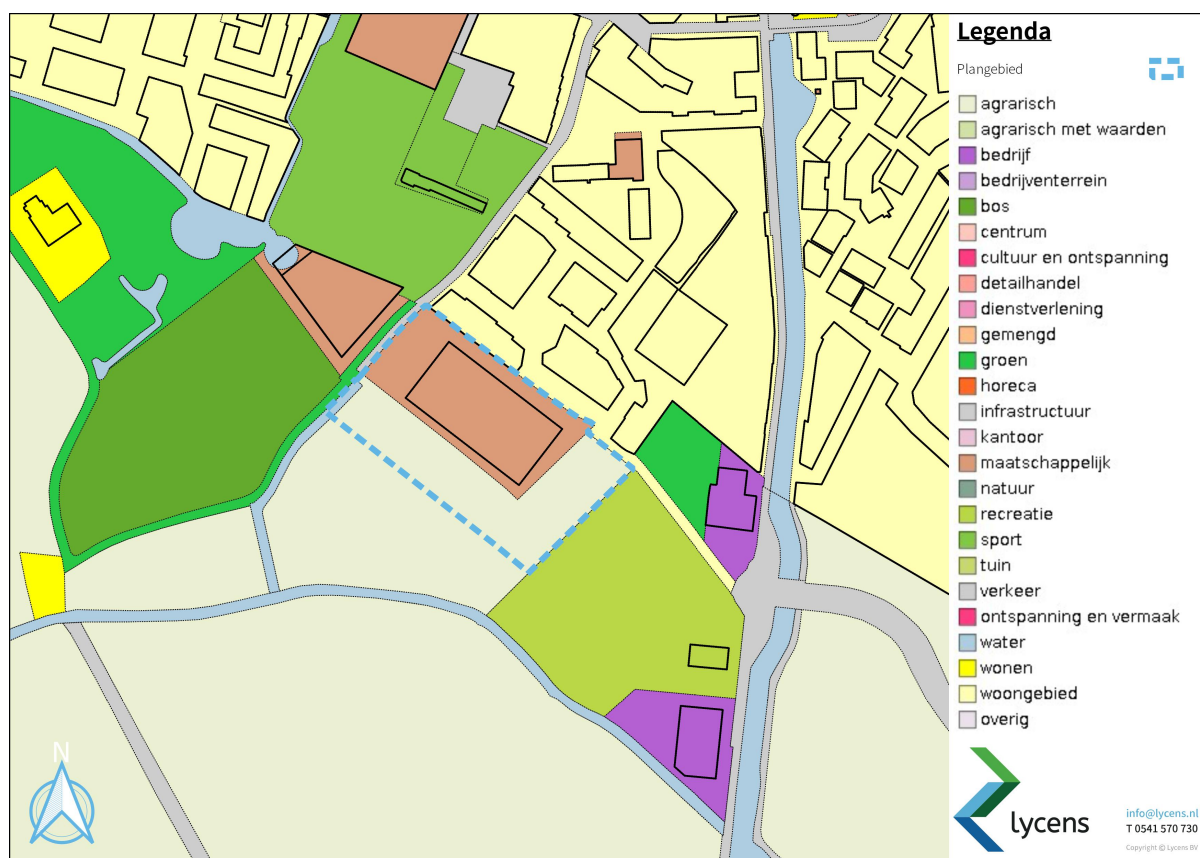 Legenda
Plangebied
agrarisch
agrarisch met waarden
bedrijf
bedrijventerrein
bos
centrum
cultuur en ontspanning
detailhandel
dienstverlening
gemengd
groen
horeca
infrastructuur
kantoor
maatschappelijk
natuur
recreatie
sport
tuin
verkeer
ontspanning en vermaak
water
wonen
woongebied
overig
N
lycens
info@lycens.nl
T 0541 570 730
Copyright © Lycens BV